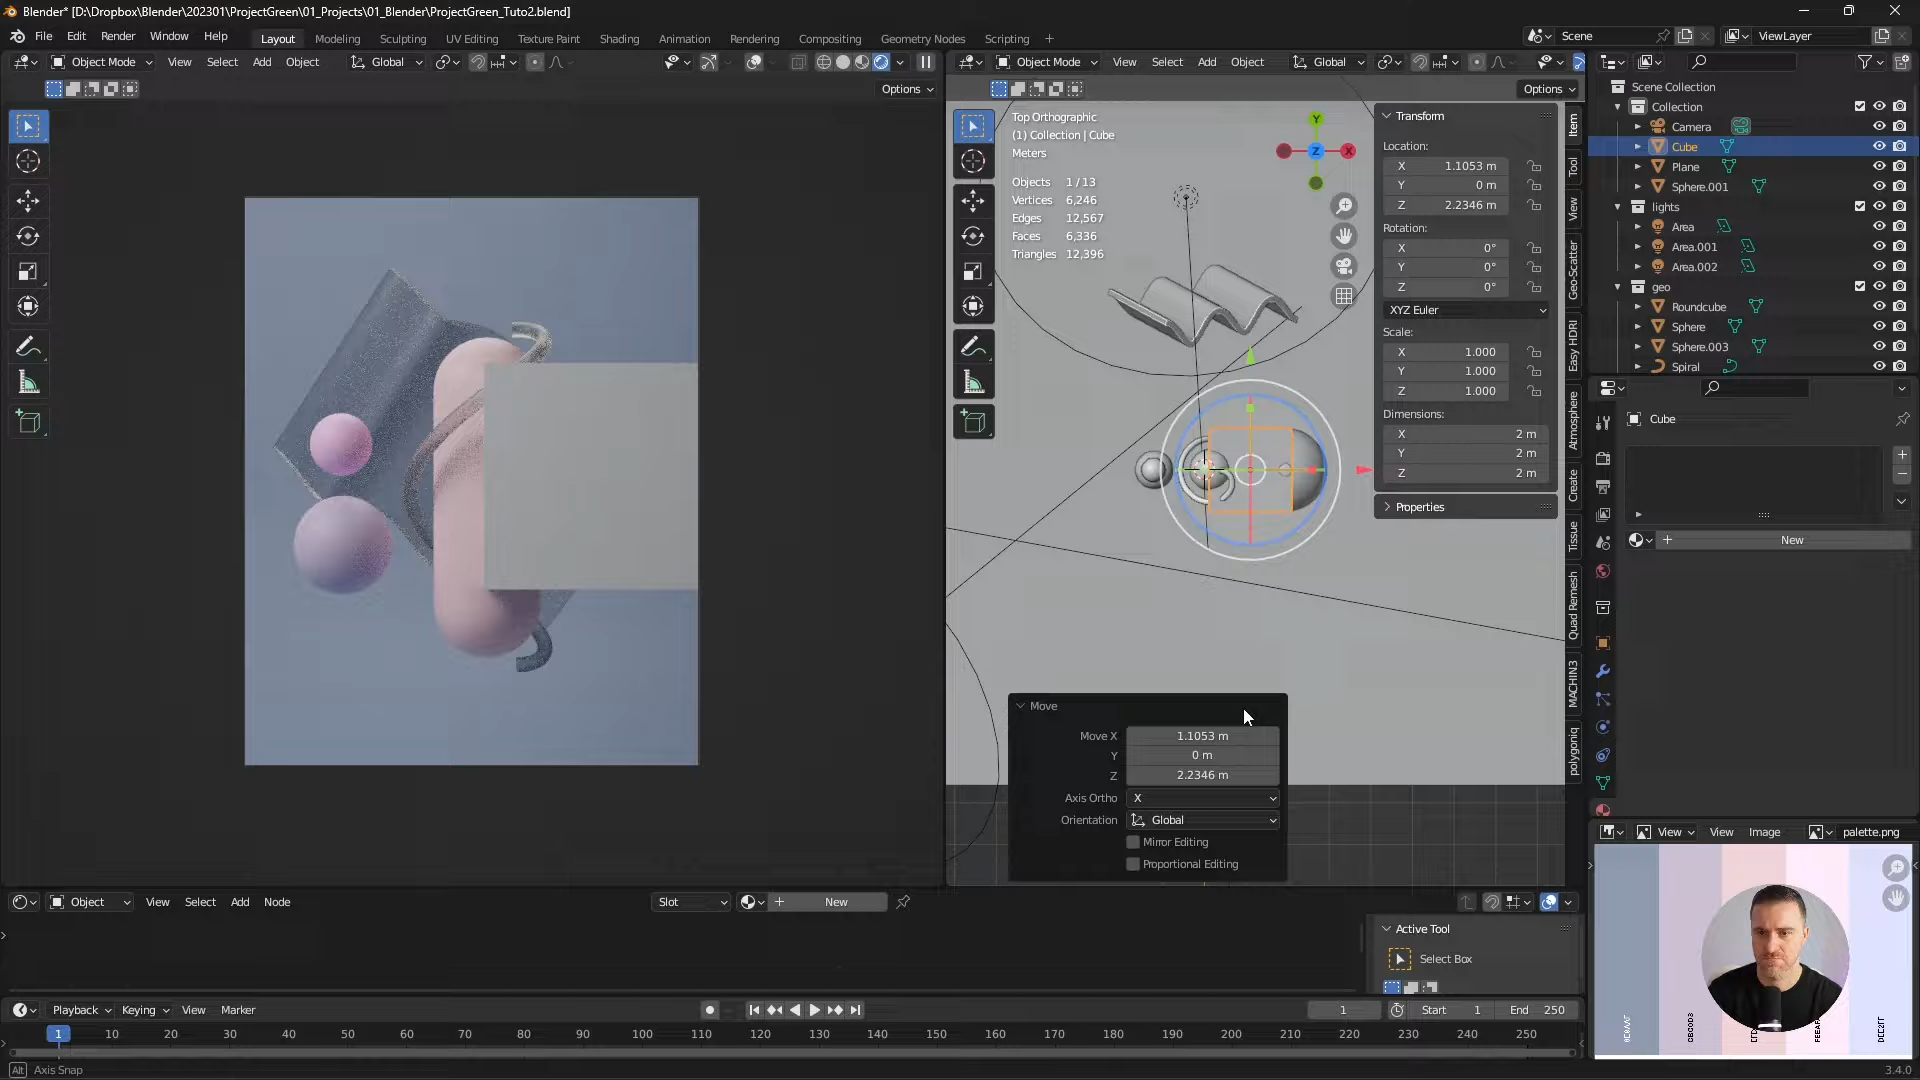 Blender* [D:\Dropbox\Blender\202301\ProjectGreen\01_Projects\01_Blender\ProjectGreen_Tuto2.blend]
File Edit Render Window Help Layout Modeling Sculpting UV Editing Texture Paint Shading Animation Rendering Compositing Geometry Nodes Scripting + Scene ViewLayer
Object Mode View Select Add Object Global
Options
Object Mode View Select Add Object Global
Options
Top Orthographic
(1) Collection | Cube
Meters
Objects 1/13
Vertices 6,246
Edges 12,567
Faces 6,336
Triangles 12,396
Y
Z
X
Transform
Location:
X 1.1053 m
Y 0 m
Z 2.2346 m
Rotation:
X 0°
Y 0°
Z 0°
XYZ Euler
Scale:
X 1.000
Y 1.000
Z 1.000
Dimensions:
X 2 m
Y 2 m
Z 2 m
Properties
Item
Tool
View
Geo-Scatter
Easy HDRI
Atmosphere
Create
Tissue
Quad Remesh
MACHIN3
polygoniq
Move
Move X 1.1053 m
Y 0 m
Z 2.2346 m
Axis Ortho X
Orientation Global
Mirror Editing
Proportional Editing
Scene Collection
Collection
Camera
Cube
Plane
Sphere.001
lights
Area
Area.001
Area.002
geo
Roundcube
Sphere
Sphere.003
Spiral
Cube
New
View View Image palette.png
Object View Select Add Node Slot New
Active Tool
Select Box
Playback Keying View Marker 1 Start 1 End 250
1 10 20 30 40 50 60 70 80 90 100 110 120 130 140 150 160 170 180 190 200 210 220 230 240 250
Alt Axis Snap
3.4.0